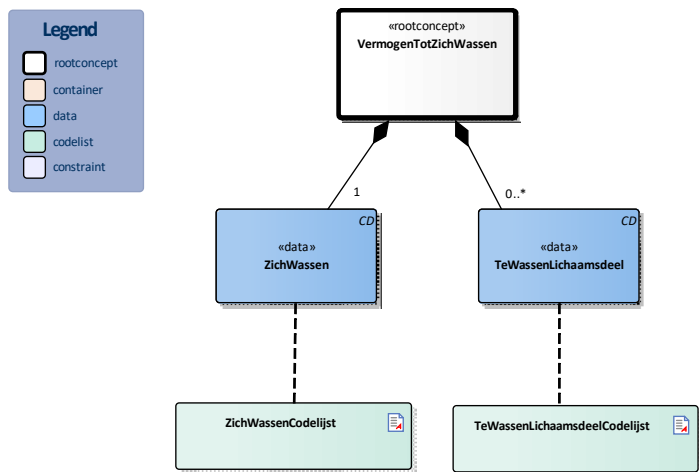 Legend
rootconcept
container
data
codelist
constraint
«rootconcept»
VermogenTotZichWassen
1
0..*
CD
«data»
ZichWassen
CD
«data»
TeWassenLichaamsdeel
ZichWassenCodelijst
TeWassenLichaamsdeelCodelijst